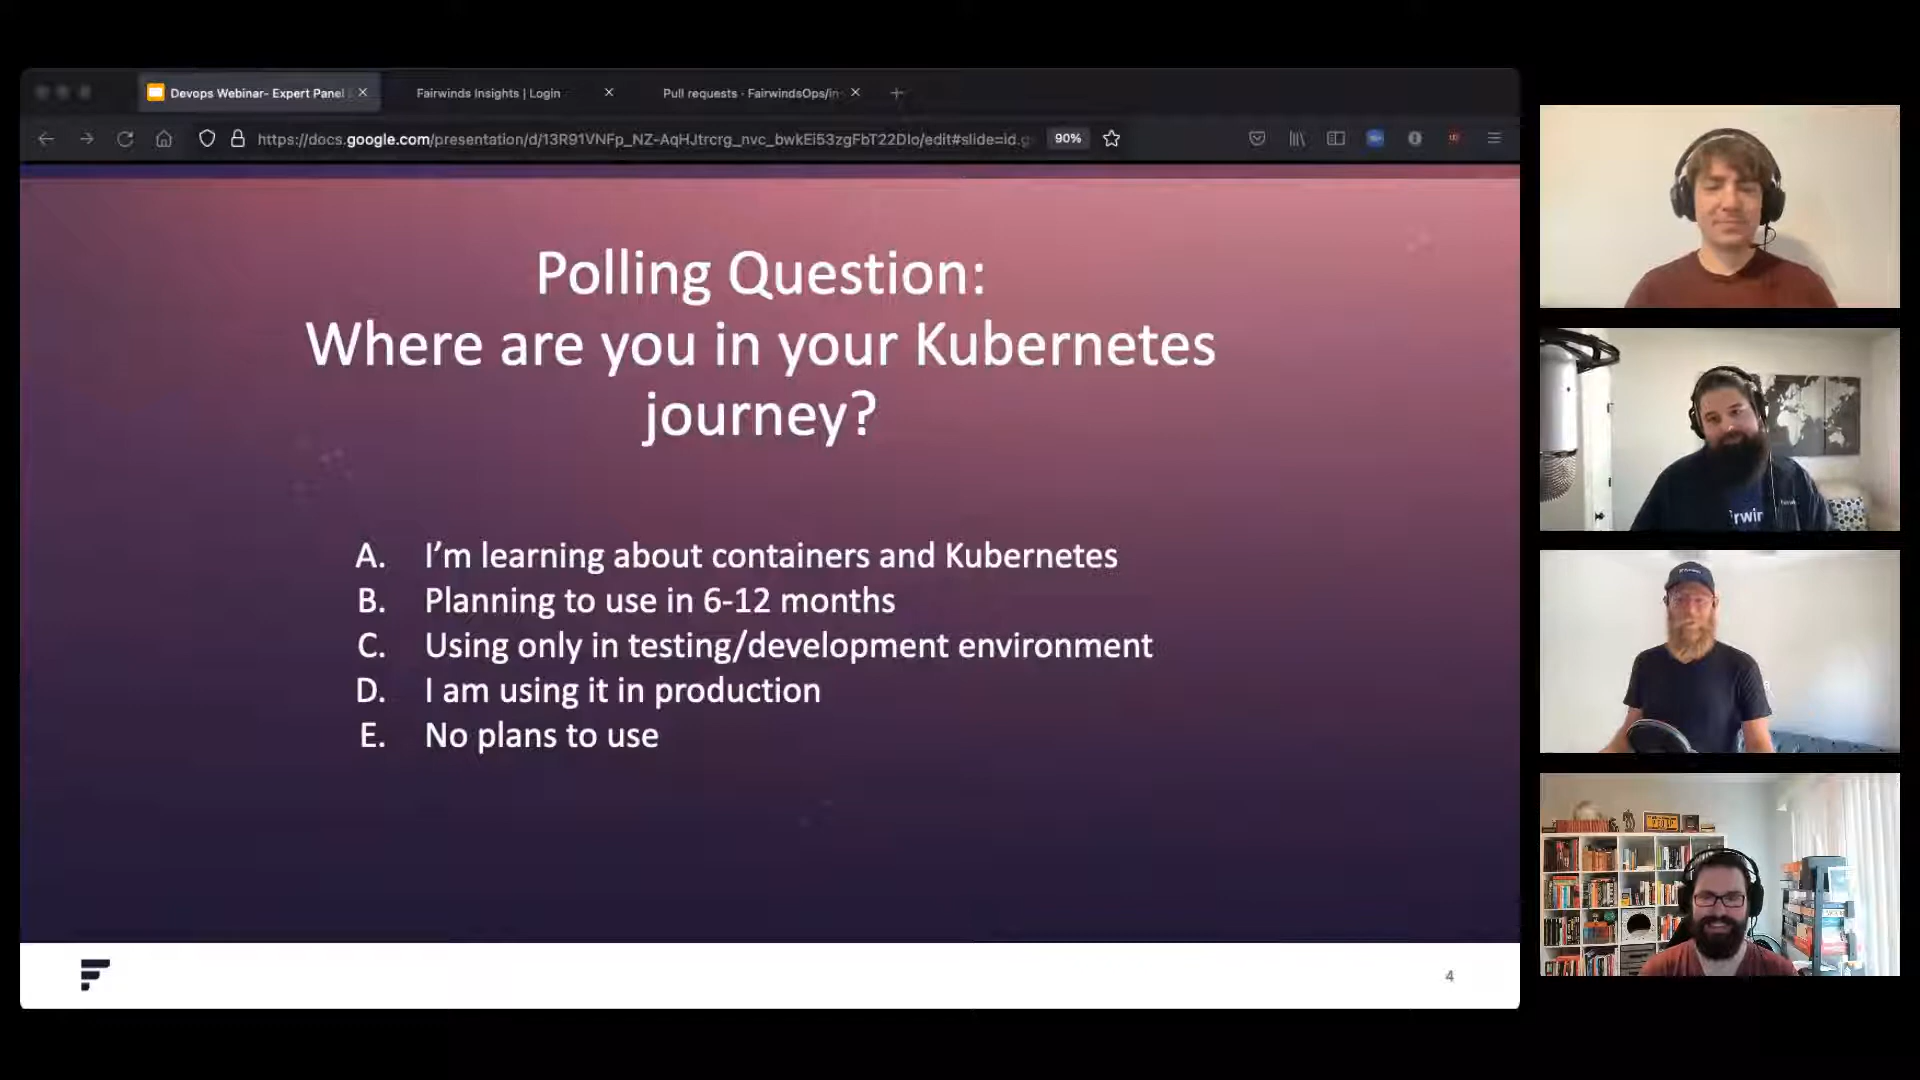 Devops Webinar- Expert Panel
Fairwinds Insights | Login
Pull requests · FairwindsOps/in
https://docs.google.com/presentation/d/13R91VNFp_NZ-AqHJtrcrg_nvc_bwkEi53zgFbT22DIo/edit#slide=id.g
90%
Polling Question:
Where are you in your Kubernetes
journey?
A. I’m learning about containers and Kubernetes
B. Planning to use in 6-12 months
C. Using only in testing/development environment
D. I am using it in production
E. No plans to use
4